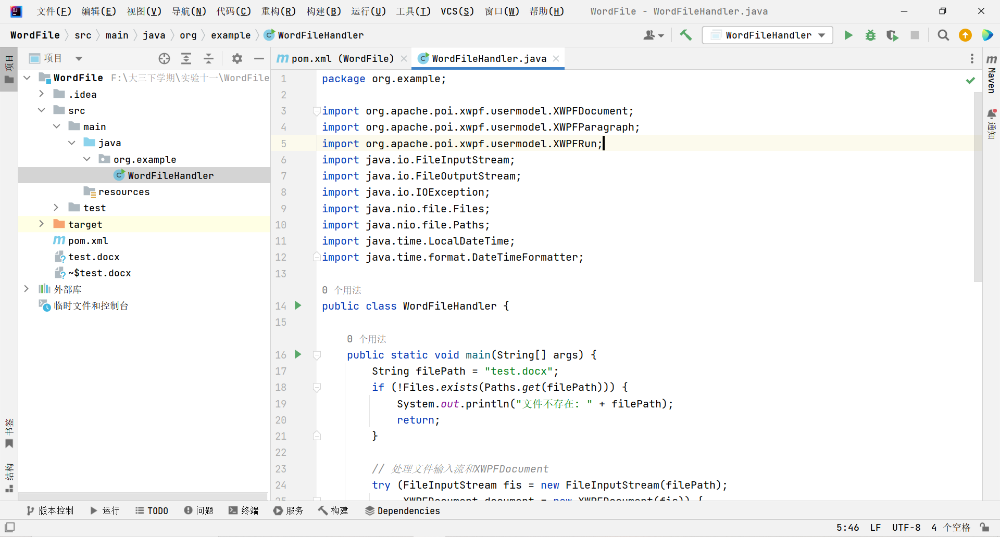 文件(F) 编辑(E) 视图(V) 导航(N) 代码(C) 重构(R) 构建(B) 运行(U) 工具(T) VCS(S) 窗口(W) 帮助(H) WordFile - WordFileHandler.java
WordFile src main java org example WordFileHandler
WordFileHandler
项目
项目
pom.xml (WordFile)
WordFileHandler.java
Maven
通知
WordFile F:\大三下学期\实验十一\WordFile
.idea
src
main
java
org.example
WordFileHandler
resources
test
target
pom.xml
test.docx
~$test.docx
外部库
临时文件和控制台
书签
结构
1 package org.example;
2
3 import org.apache.poi.xwpf.usermodel.XWPFDocument;
4 import org.apache.poi.xwpf.usermodel.XWPFParagraph;
5 import org.apache.poi.xwpf.usermodel.XWPFRun;
6 import java.io.FileInputStream;
7 import java.io.FileOutputStream;
8 import java.io.IOException;
9 import java.nio.file.Files;
10 import java.nio.file.Paths;
11 import java.time.LocalDateTime;
12 import java.time.format.DateTimeFormatter;
13
0 个用法
14 public class WordFileHandler {
15
0 个用法
16 public static void main(String[] args) {
17 String filePath = "test.docx";
18 if (!Files.exists(Paths.get(filePath))) {
19 System.out.println("文件不存在: " + filePath);
20 return;
21 }
22
23 // 处理文件输入流和XWPFDocument
24 try (FileInputStream fis = new FileInputStream(filePath);
25 XWPFDocument document = new XWPFDocument(fis)) {
版本控制 运行 TODO 问题 终端 服务 构建 Dependencies
5:46 LF UTF-8 4 个空格